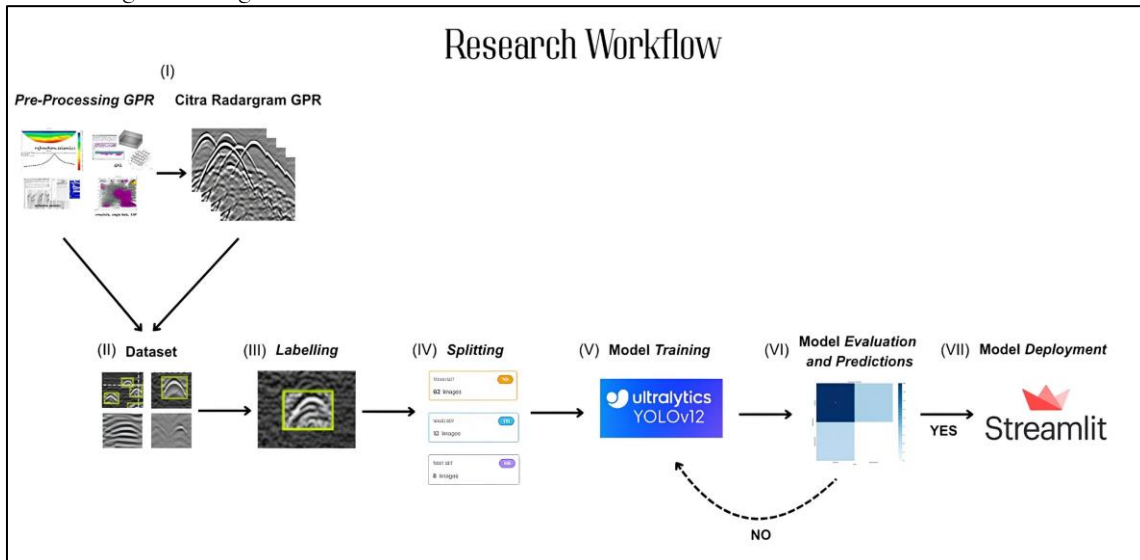 Research Workflow
(I)
Pre-Processing GPR
Citra Radargram GPR
(II) Dataset
(III) Labelling
(IV) Splitting
62 Images
12 Images
8 Images
(V) Model Training
ultralytics
YOLOv12
(VI) Model Evaluation
and Predictions
YES
NO
(VII) Model Deployment
Streamlit